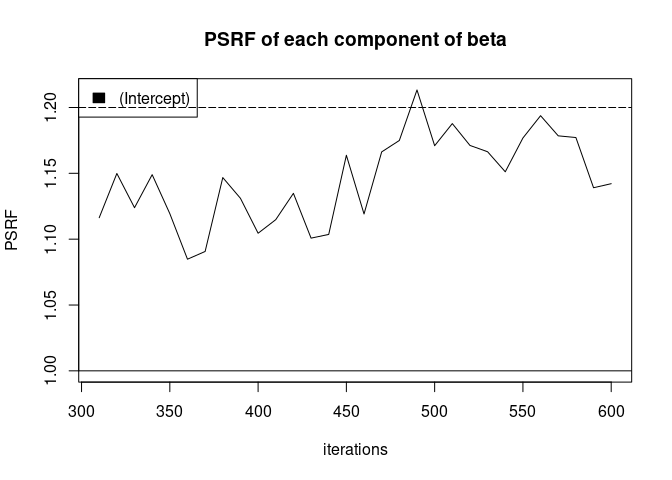 PSRF of each component of beta
(Intercept)
PSRF
1.20
1.15
1.10
1.05
1.00
300 350 400 450 500 550 600
iterations